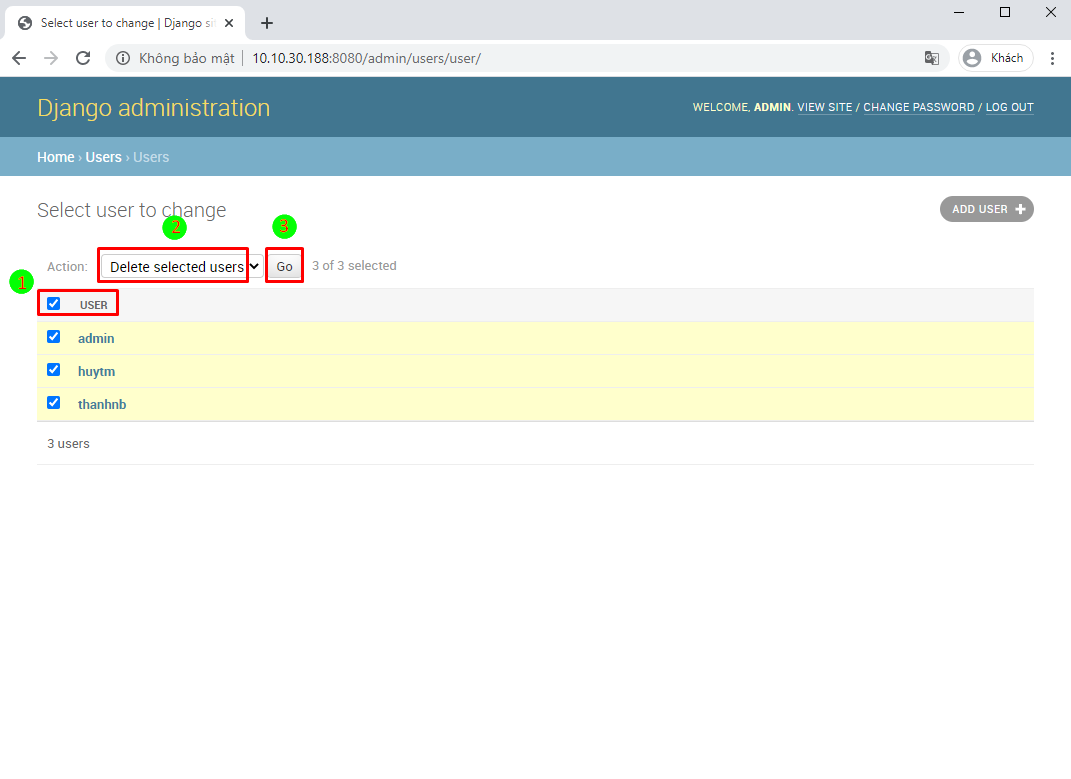 Select user to change | Django si
Không bảo mật
10.10.30.188:8080/admin/users/user/
Khách
Django administration
WELCOME, ADMIN. VIEW SITE / CHANGE PASSWORD / LOG OUT
Home › Users › Users
Select user to change
ADD USER +
2
3
Action:
Delete selected users
Go
3 of 3 selected
1
USER
admin
huytm
thanhnb
3 users